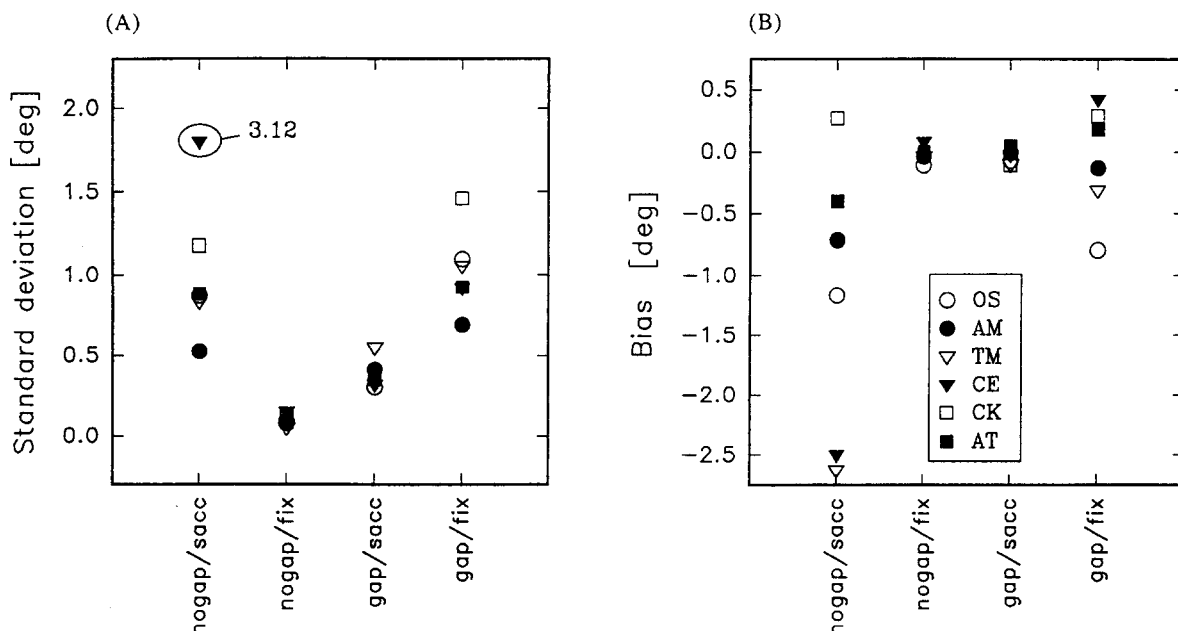 (A)
Standard deviation [deg]
2.0
1.5
1.0
0.5
0.0
3.12
nogap/sacc
nogap/fix
gap/sacc
gap/fix
(B)
Bias [deg]
0.5
0.0
−0.5
−1.0
−1.5
−2.0
−2.5
OS
AM
TM
CE
CK
AT
nogap/sacc
nogap/fix
gap/sacc
gap/fix